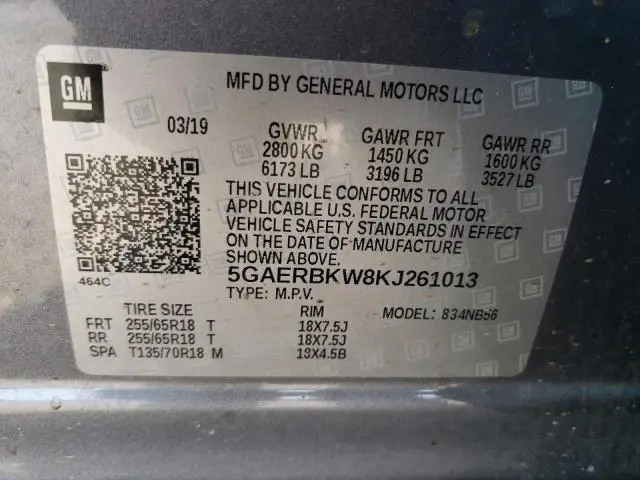 GM
MFD BY GENERAL MOTORS LLC
03/19
GVWR GAWR FRT GAWR RR
2800 KG 1450 KG 1600 KG
6173 LB 3196 LB 3527 LB
THIS VEHICLE CONFORMS TO ALL
APPLICABLE U.S. FEDERAL MOTOR
VEHICLE SAFETY STANDARDS IN EFFECT
ON THE DATE OF MANUFACTURE
SHOWN ABOVE.
464C
5GAERBKW8KJ261013
TYPE: M.P.V. MODEL: 834NB56
TIRE SIZE RIM
FRT 255/65R18 T 18X7.5J
RR 255/65R18 T 18X7.5J
SPA T135/70R18 M 18X4.5B